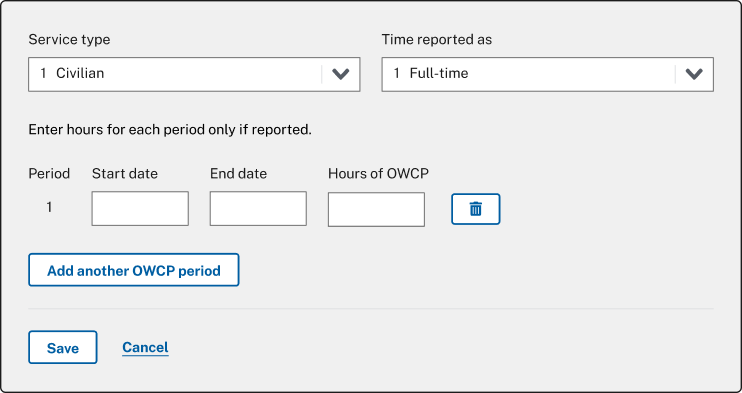 Service type Time reported as
1 Civilian 1 Full-time
Enter hours for each period only if reported.
Period Start date End date Hours of OWCP
1
Add another OWCP period
Save Cancel